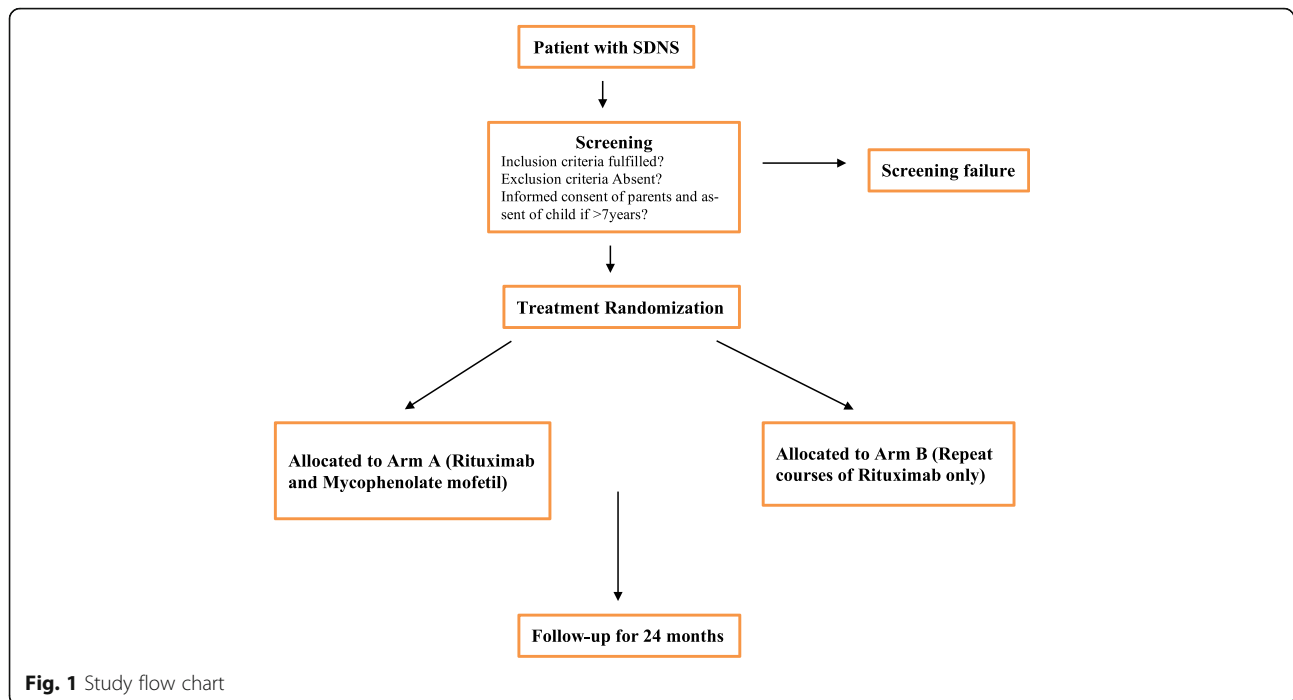 Patient with SDNS
Screening
Inclusion criteria fulfilled?
Exclusion criteria Absent?
Informed consent of parents and as-
sent of child if >7years?
Screening failure
Treatment Randomization
Allocated to Arm A (Rituximab
and Mycophenolate mofetil)
Allocated to Arm B (Repeat
courses of Rituximab only)
Follow-up for 24 months
Fig. 1 Study flow chart